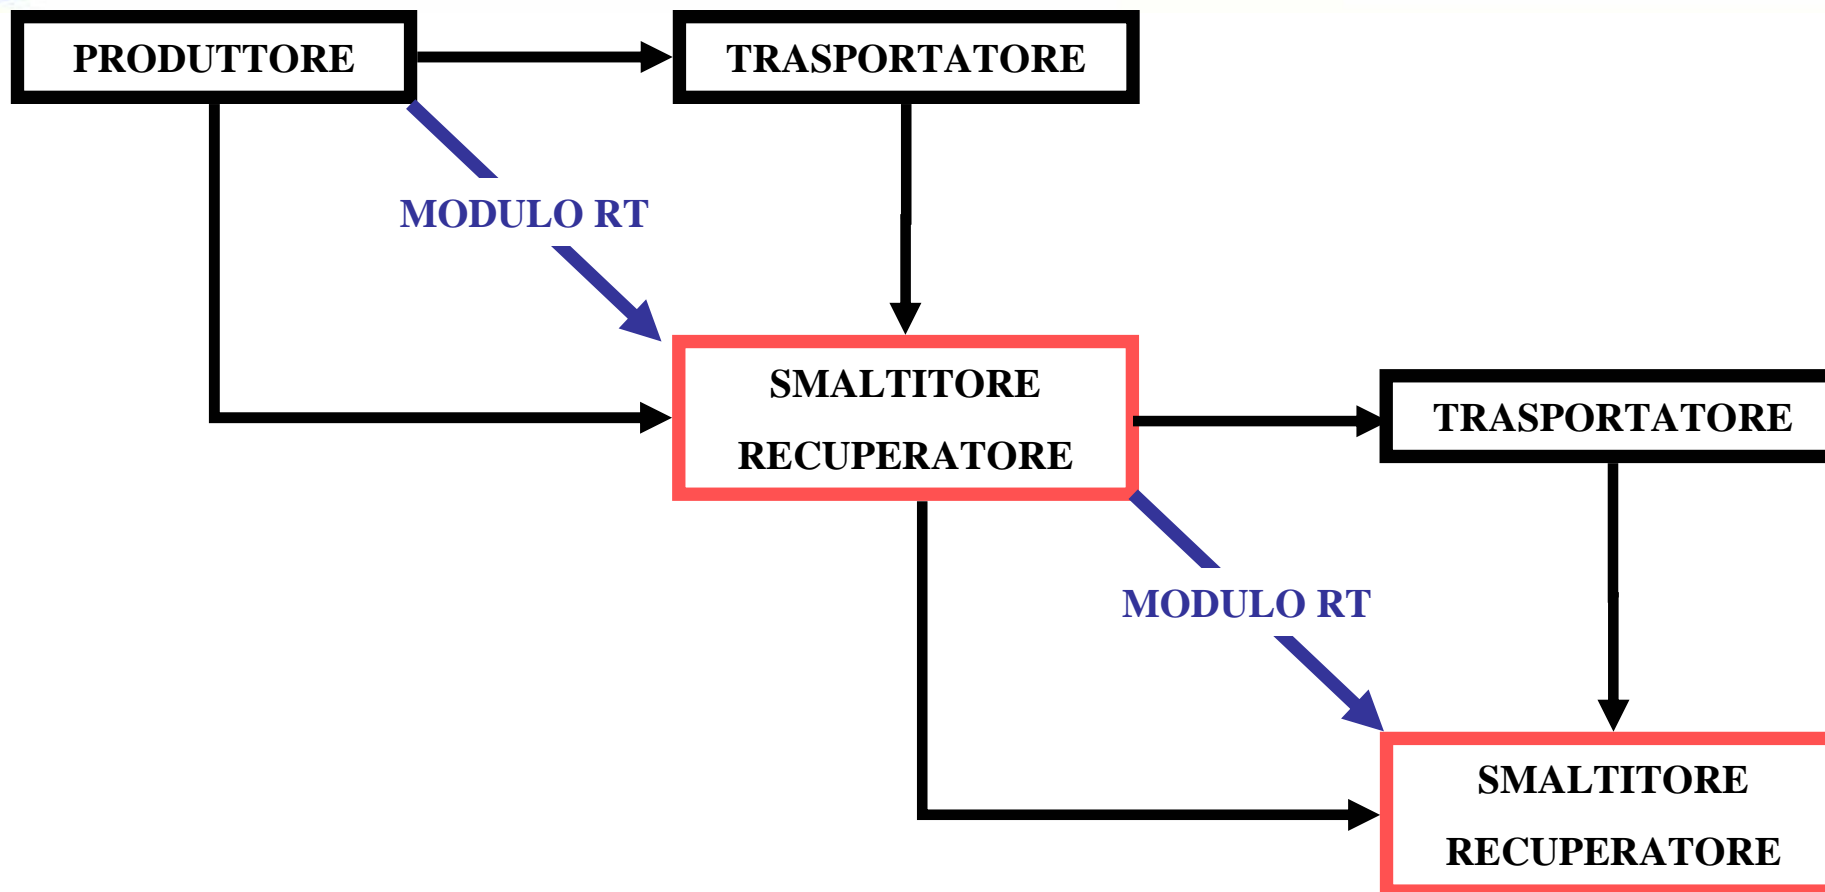 PRODUTTORE
TRASPORTATORE
MODULO RT
SMALTITORE
RECUPERATORE
TRASPORTATORE
MODULO RT
SMALTITORE
RECUPERATORE